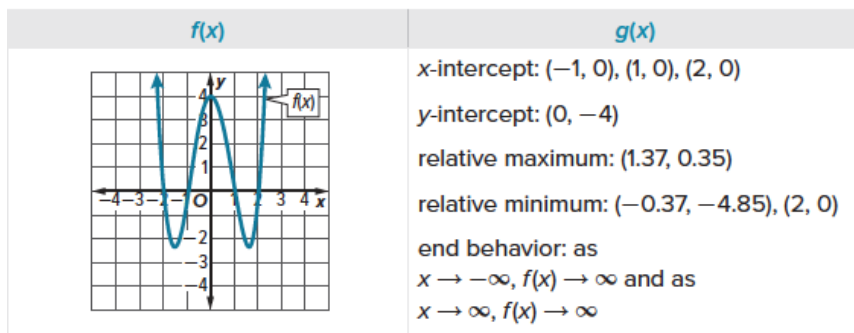 f(x)
g(x)
y
4
3
2
1
f(x)
−4−3−2−1 O 1 2 3 4 x
−2
−3
−4
x-intercept: (−1, 0), (1, 0), (2, 0)
y-intercept: (0, −4)
relative maximum: (1.37, 0.35)
relative minimum: (−0.37, −4.85), (2, 0)
end behavior: as
x → −∞, f(x) → ∞ and as
x → ∞, f(x) → ∞